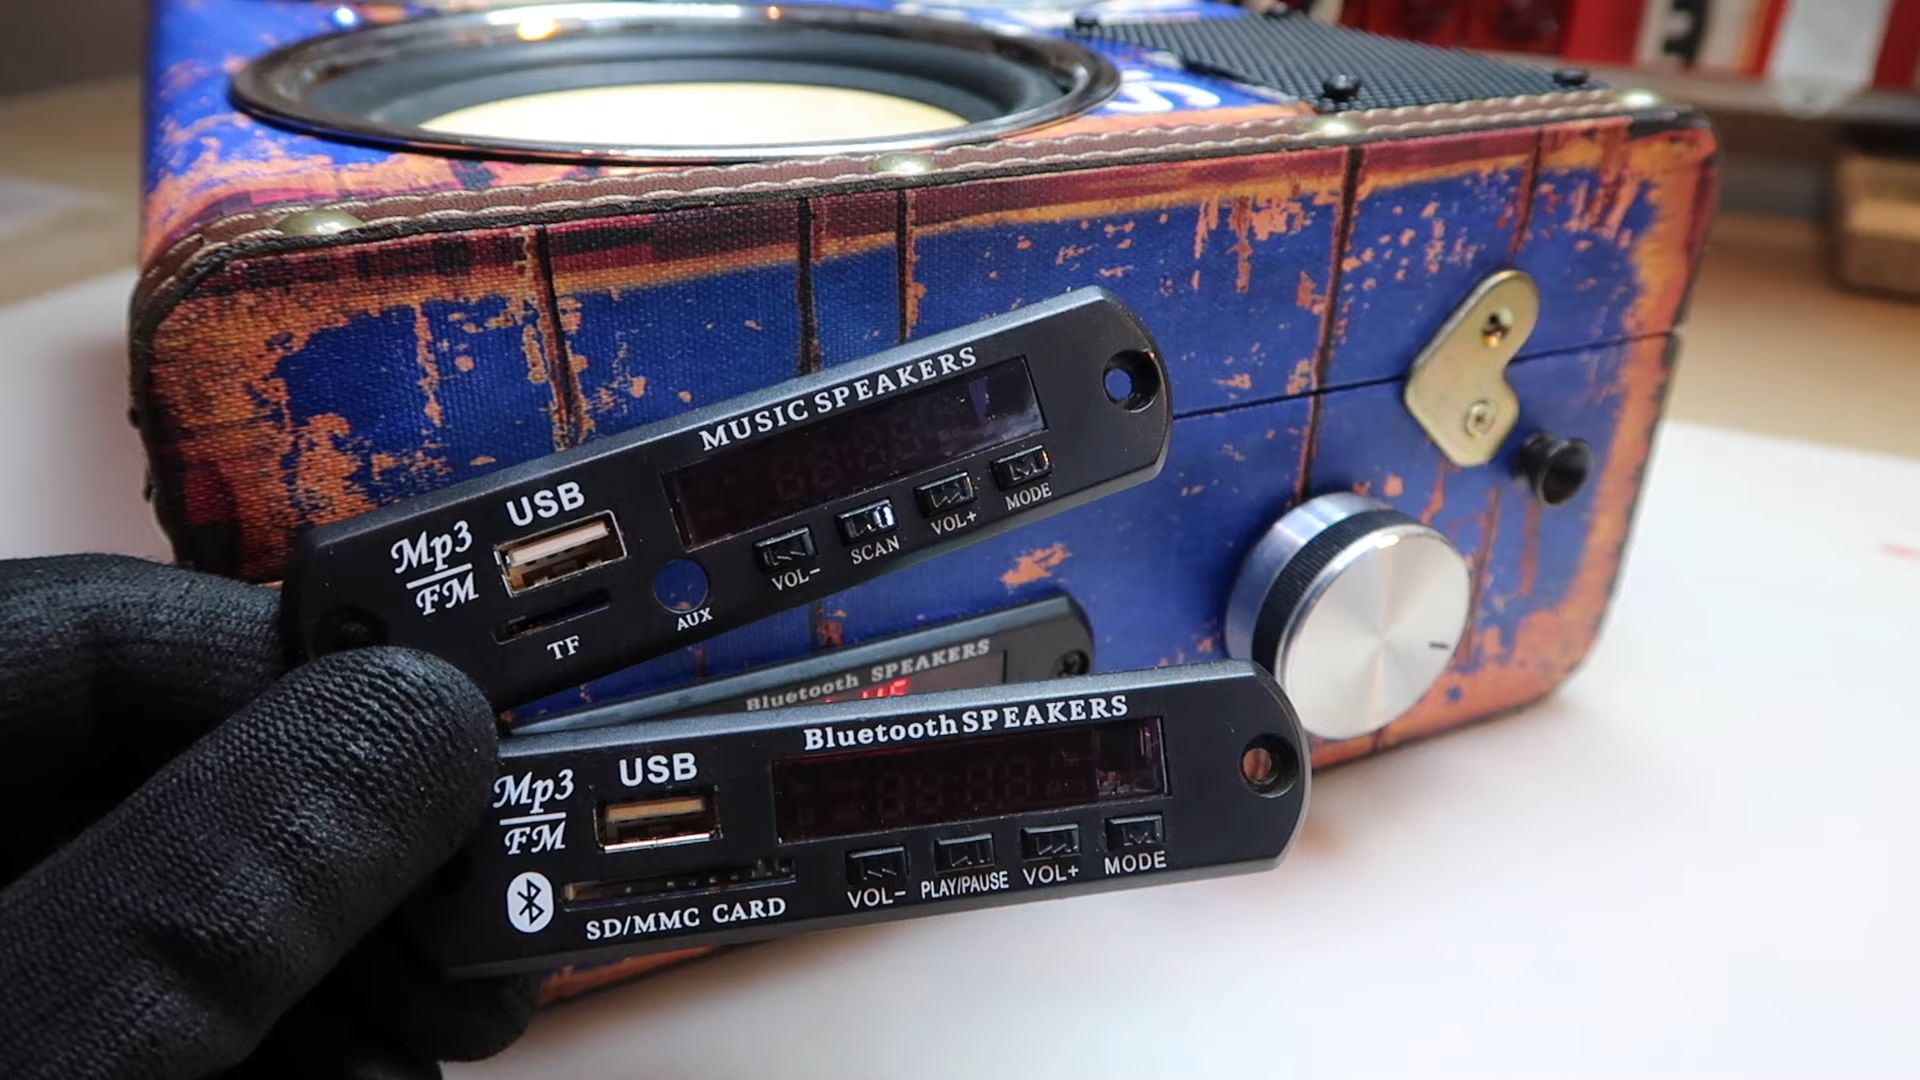 MUSIC SPEAKERS
Mp3
FM
USB
TF
AUX
VOL-
SCAN
VOL+
MODE
Bluetooth SPEAKERS
Bluetooth SPEAKERS
Mp3
FM
USB
SD/MMC CARD
VOL-
PLAY/PAUSE
VOL+
MODE